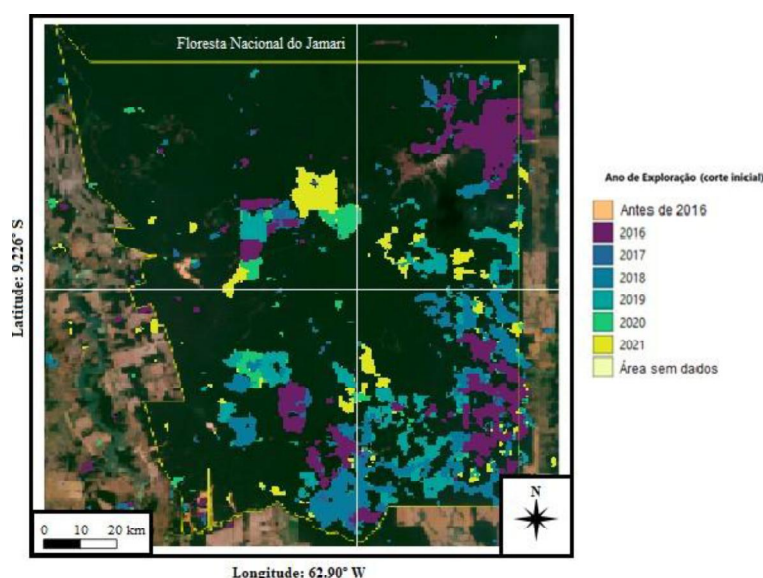 Floresta Nacional do Jamari
Latitude: 9.226° S
Ano de Exploração (corte inicial)
Antes de 2016
2016
2017
2018
2019
2020
2021
Área sem dados
N
0 10 20 km
Longitude: 62.90° W